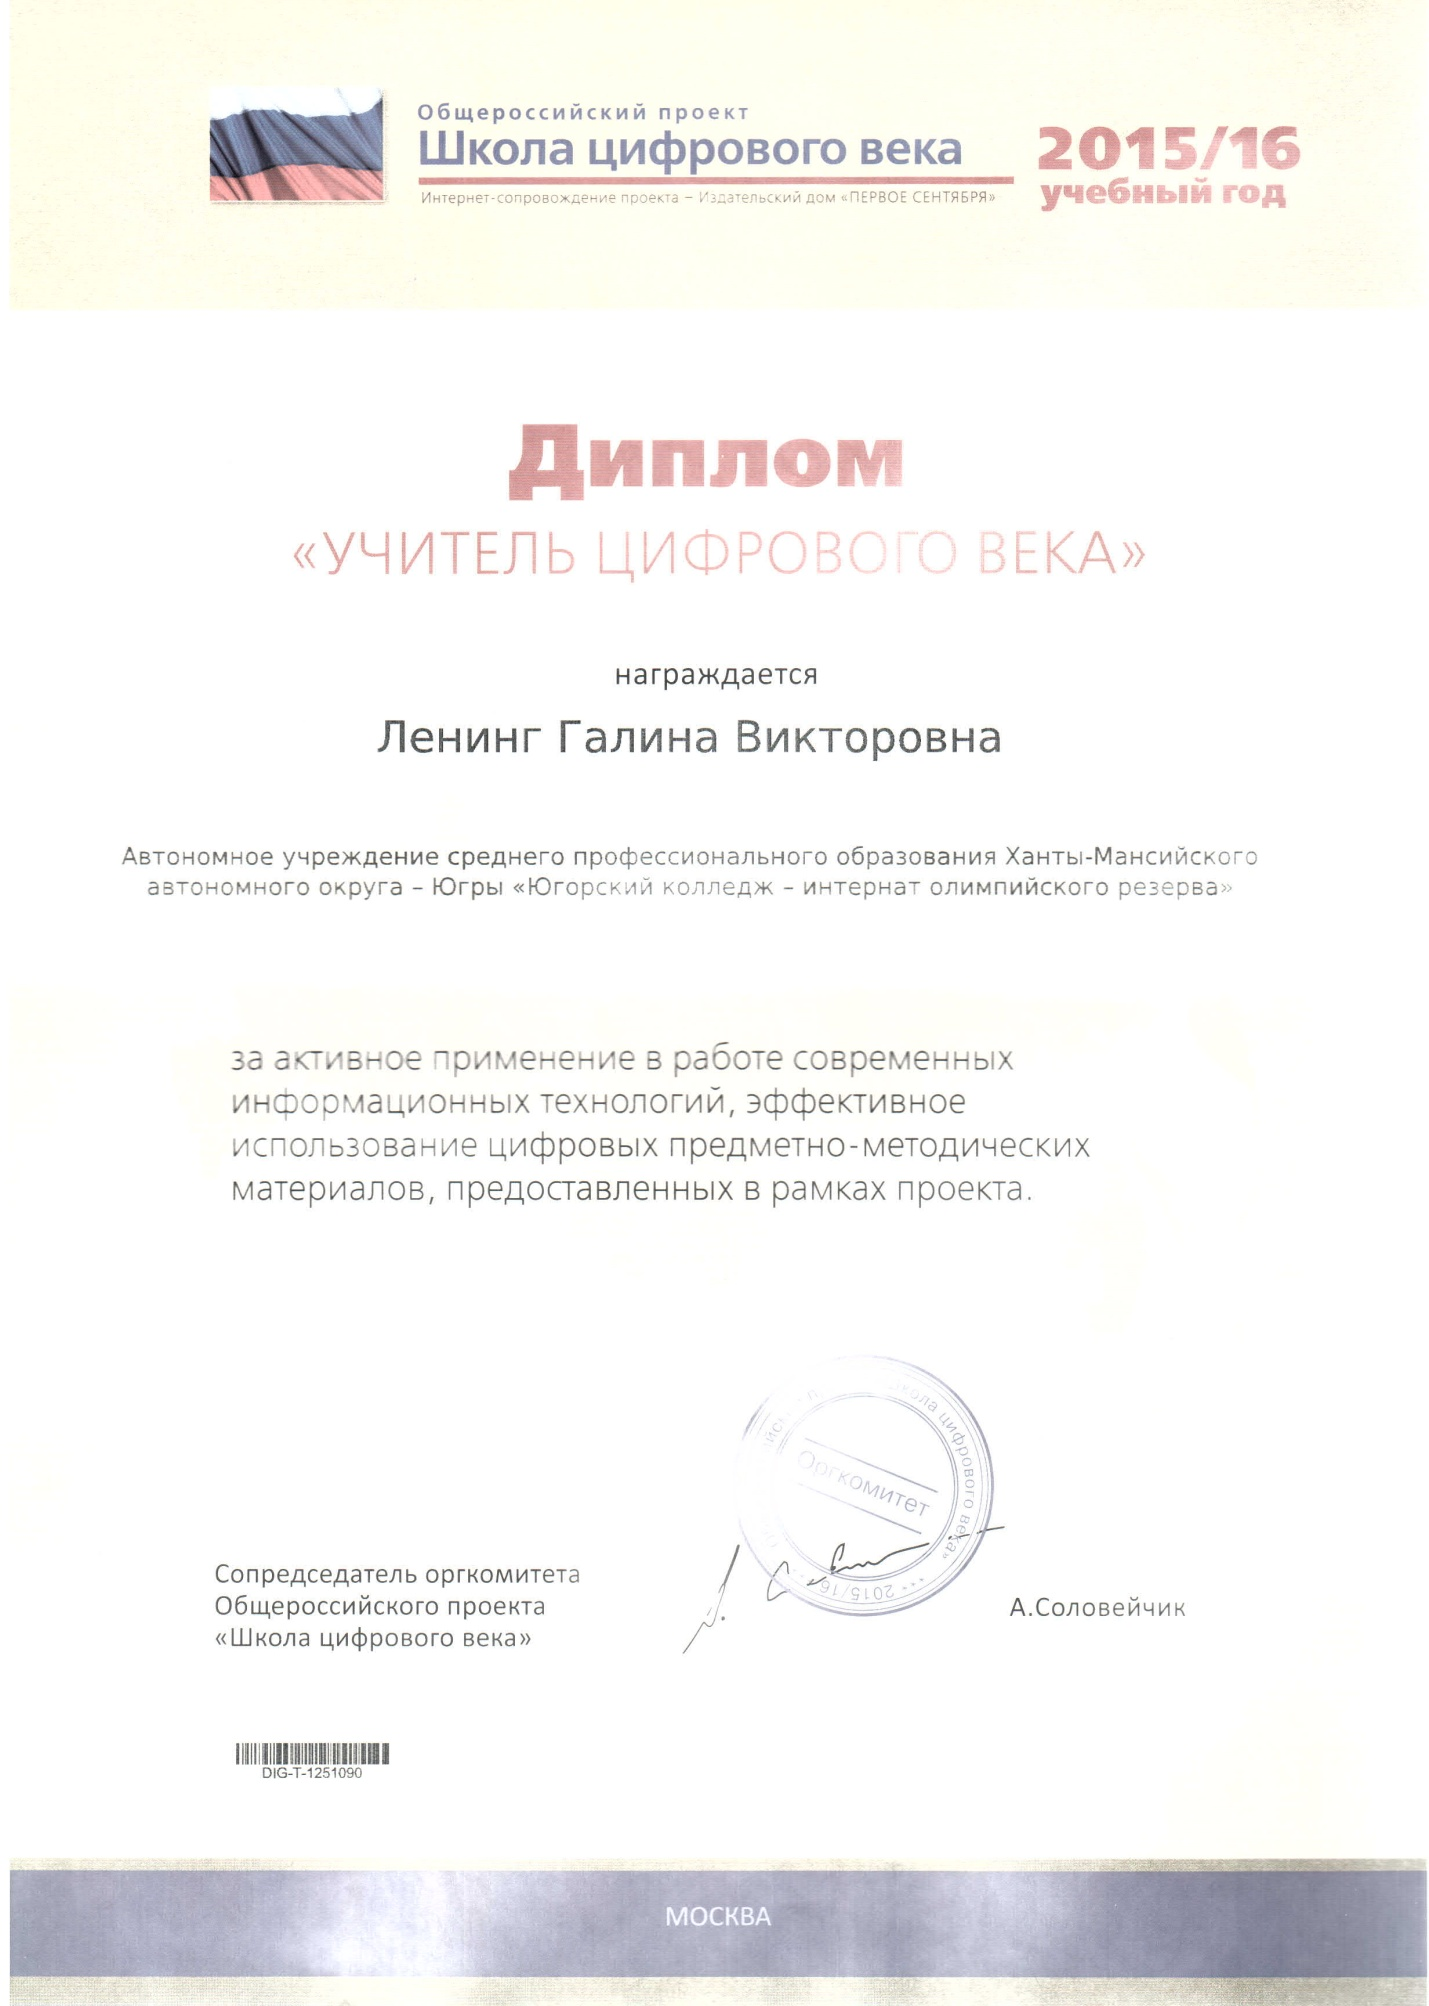 Общероссийский проект
Школа цифрового века
Интернет-сопровождение проекта – Издательский дом «ПЕРВОЕ СЕНТЯБРЯ»
2015/16
учебный год
Диплом
«УЧИТЕЛЬ ЦИФРОВОГО ВЕКА»
награждается
Ленинг Галина Викторовна
Автономное учреждение среднего профессионального образования Ханты-Мансийского
автономного округа – Югры «Югорский колледж – интернат олимпийского резерва»
за активное применение в работе современных
информационных технологий, эффективное
использование цифровых предметно-методических
материалов, предоставленных в рамках проекта.
Школа цифрового века»
Оргкомитет
2015/16
Сопредседатель оргкомитета
Общероссийского проекта
«Школа цифрового века»
А.Соловейчик
DIG-T-1251090
МОСКВА